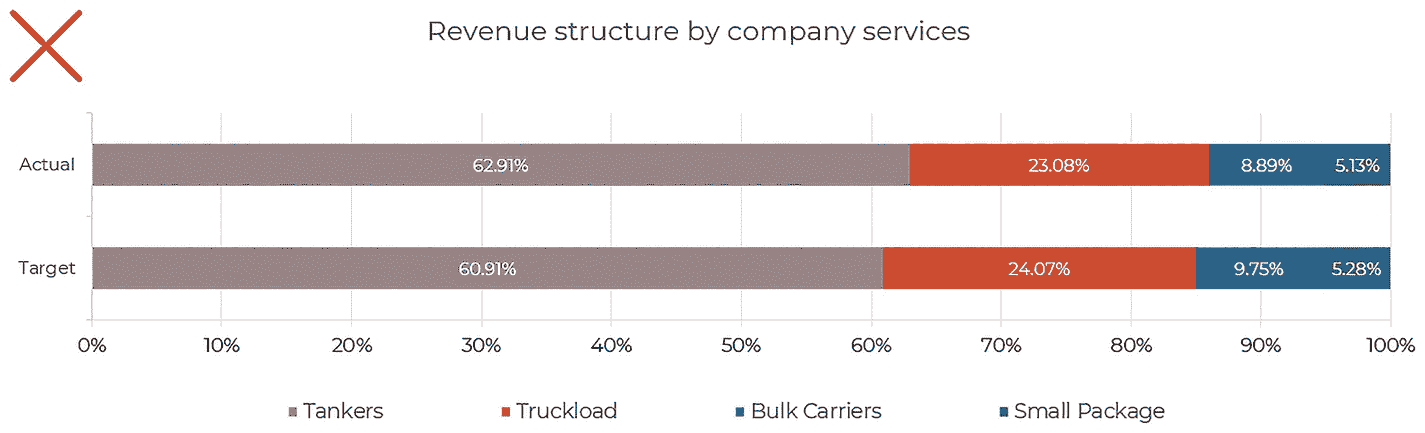 Revenue structure by company services
Actual 62.91% 23.08% 8.89% 5.13%
Target 60.91% 24.07% 9.75% 5.28%
0% 10% 20% 30% 40% 50% 60% 70% 80% 90% 100%
Tankers Truckload Bulk Carriers Small Package